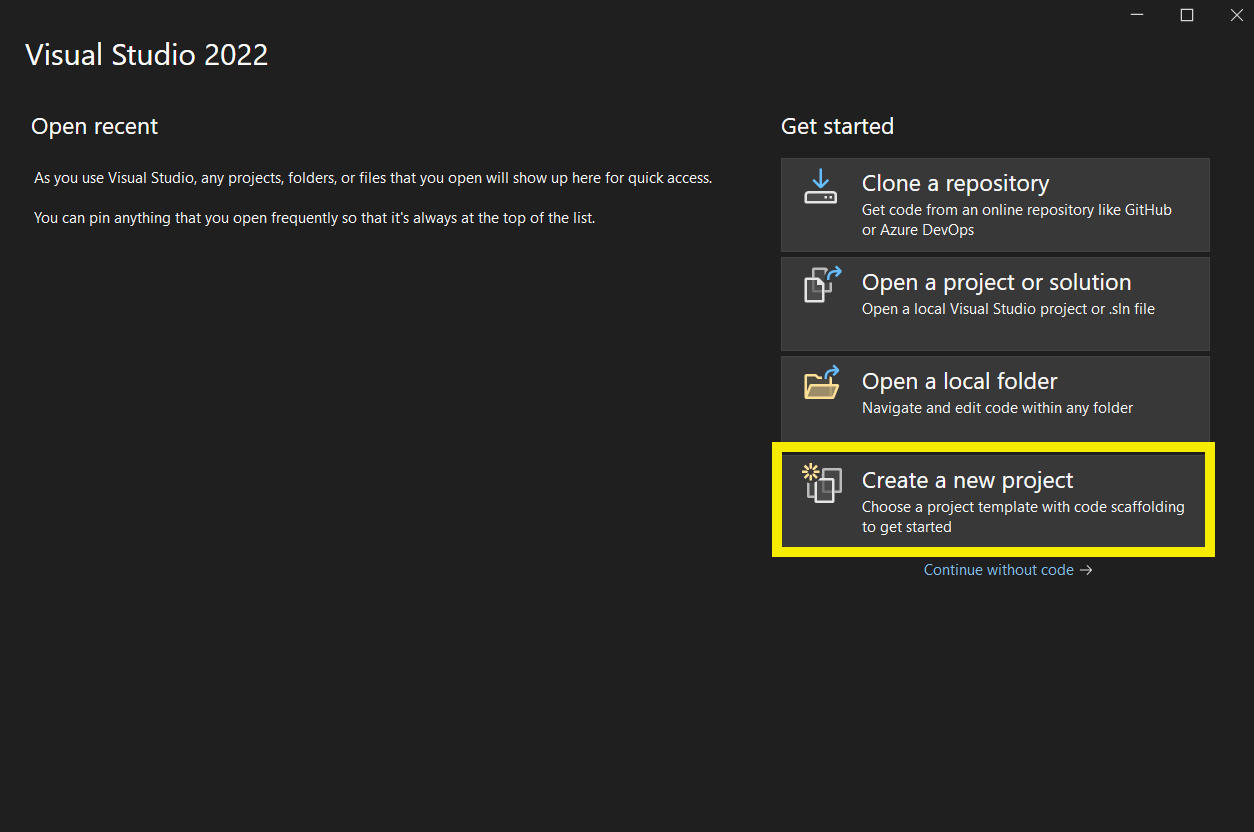 Visual Studio 2022
Open recent
As you use Visual Studio, any projects, folders, or files that you open will show up here for quick access.
You can pin anything that you open frequently so that it's always at the top of the list.
Get started
Clone a repository
Get code from an online repository like GitHub
or Azure DevOps
Open a project or solution
Open a local Visual Studio project or .sln file
Open a local folder
Navigate and edit code within any folder
Create a new project
Choose a project template with code scaffolding
to get started
Continue without code →